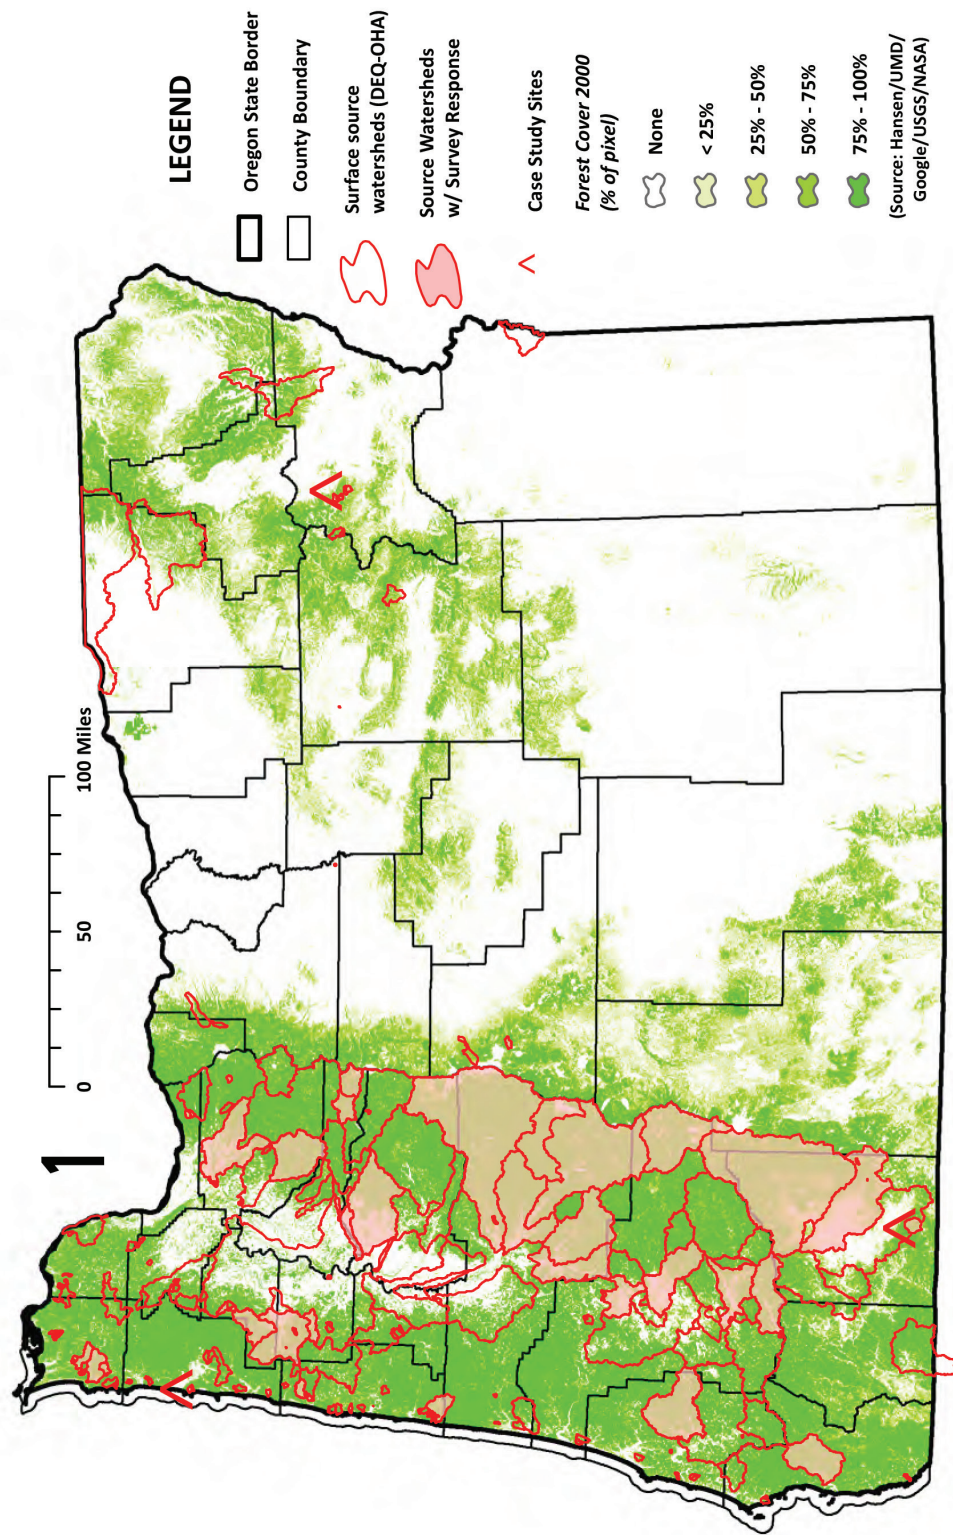 1
0
50
100 Miles
LEGEND
Oregon State Border
County Boundary
Surface source
watersheds (DEQ-OHA)
Source Watersheds
w/ Survey Response
Case Study Sites
Forest Cover 2000
(% of pixel)
None
< 25%
25% - 50%
50% - 75%
75% - 100%
(Source: Hansen/UMD/
Google/USGS/NASA)